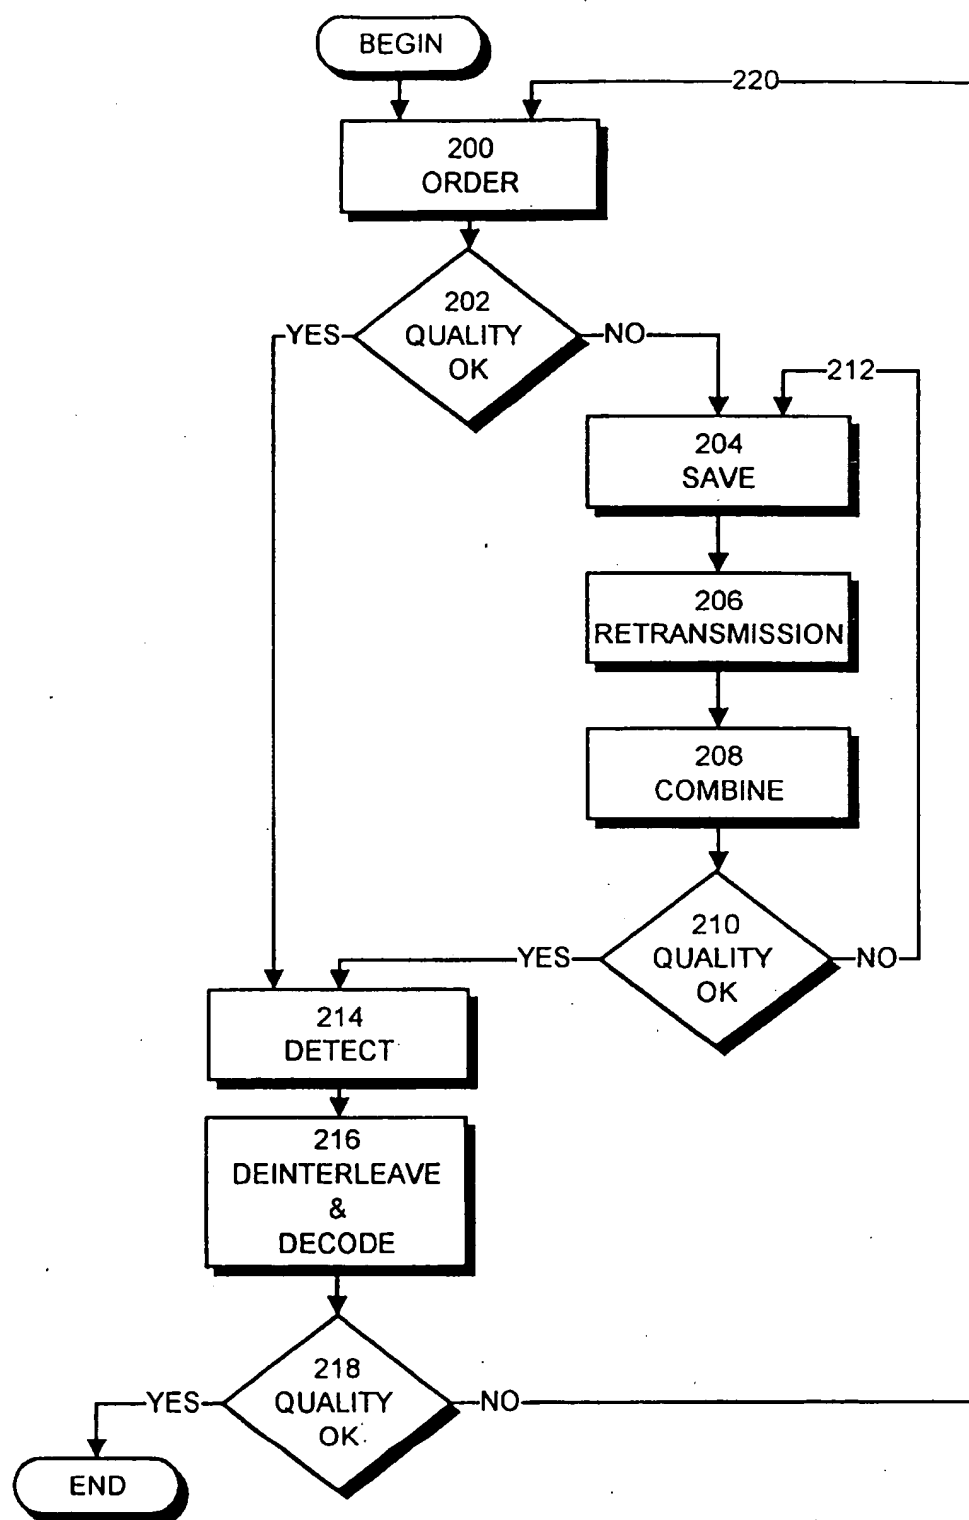 BEGIN
220
200
ORDER
202
QUALITY
OK
YES
NO
212
204
SAVE
206
RETRANSMISSION
208
COMBINE
210
QUALITY
OK
YES
NO
214
DETECT
216
DEINTERLEAVE
&
DECODE
218
QUALITY
OK
YES
NO
END